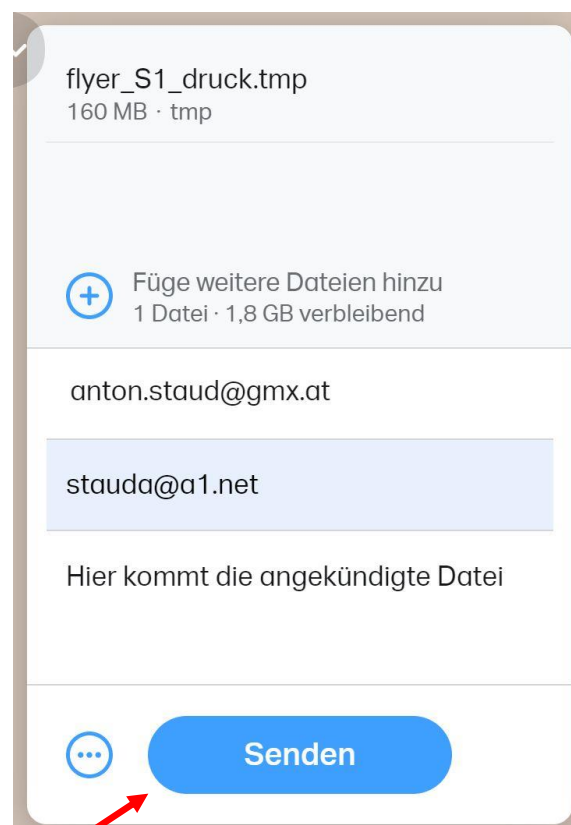 flyer_S1_druck.tmp
160 MB · tmp
Füge weitere Dateien hinzu
1 Datei · 1,8 GB verbleibend
anton.staud@gmx.at
stauda@a1.net
Hier kommt die angekündigte Datei
Senden